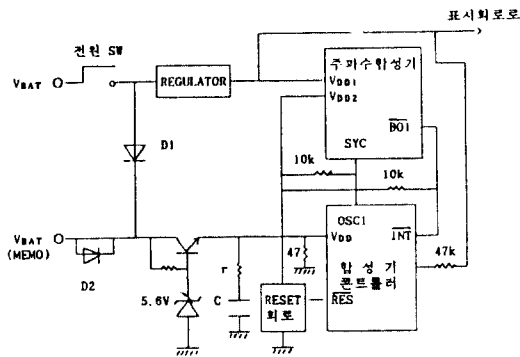 표시회로로
전원 SW
VBAT
REGULATOR
주파수합성기
VDD1
VDD2
BO1
SYC
D1
10k
10k
OSC1
VBAT
(MEMO)
VDD
INT
47
47k
합성기
콘트롤러
D2
r
5.6V
C
RESET
회로
RES